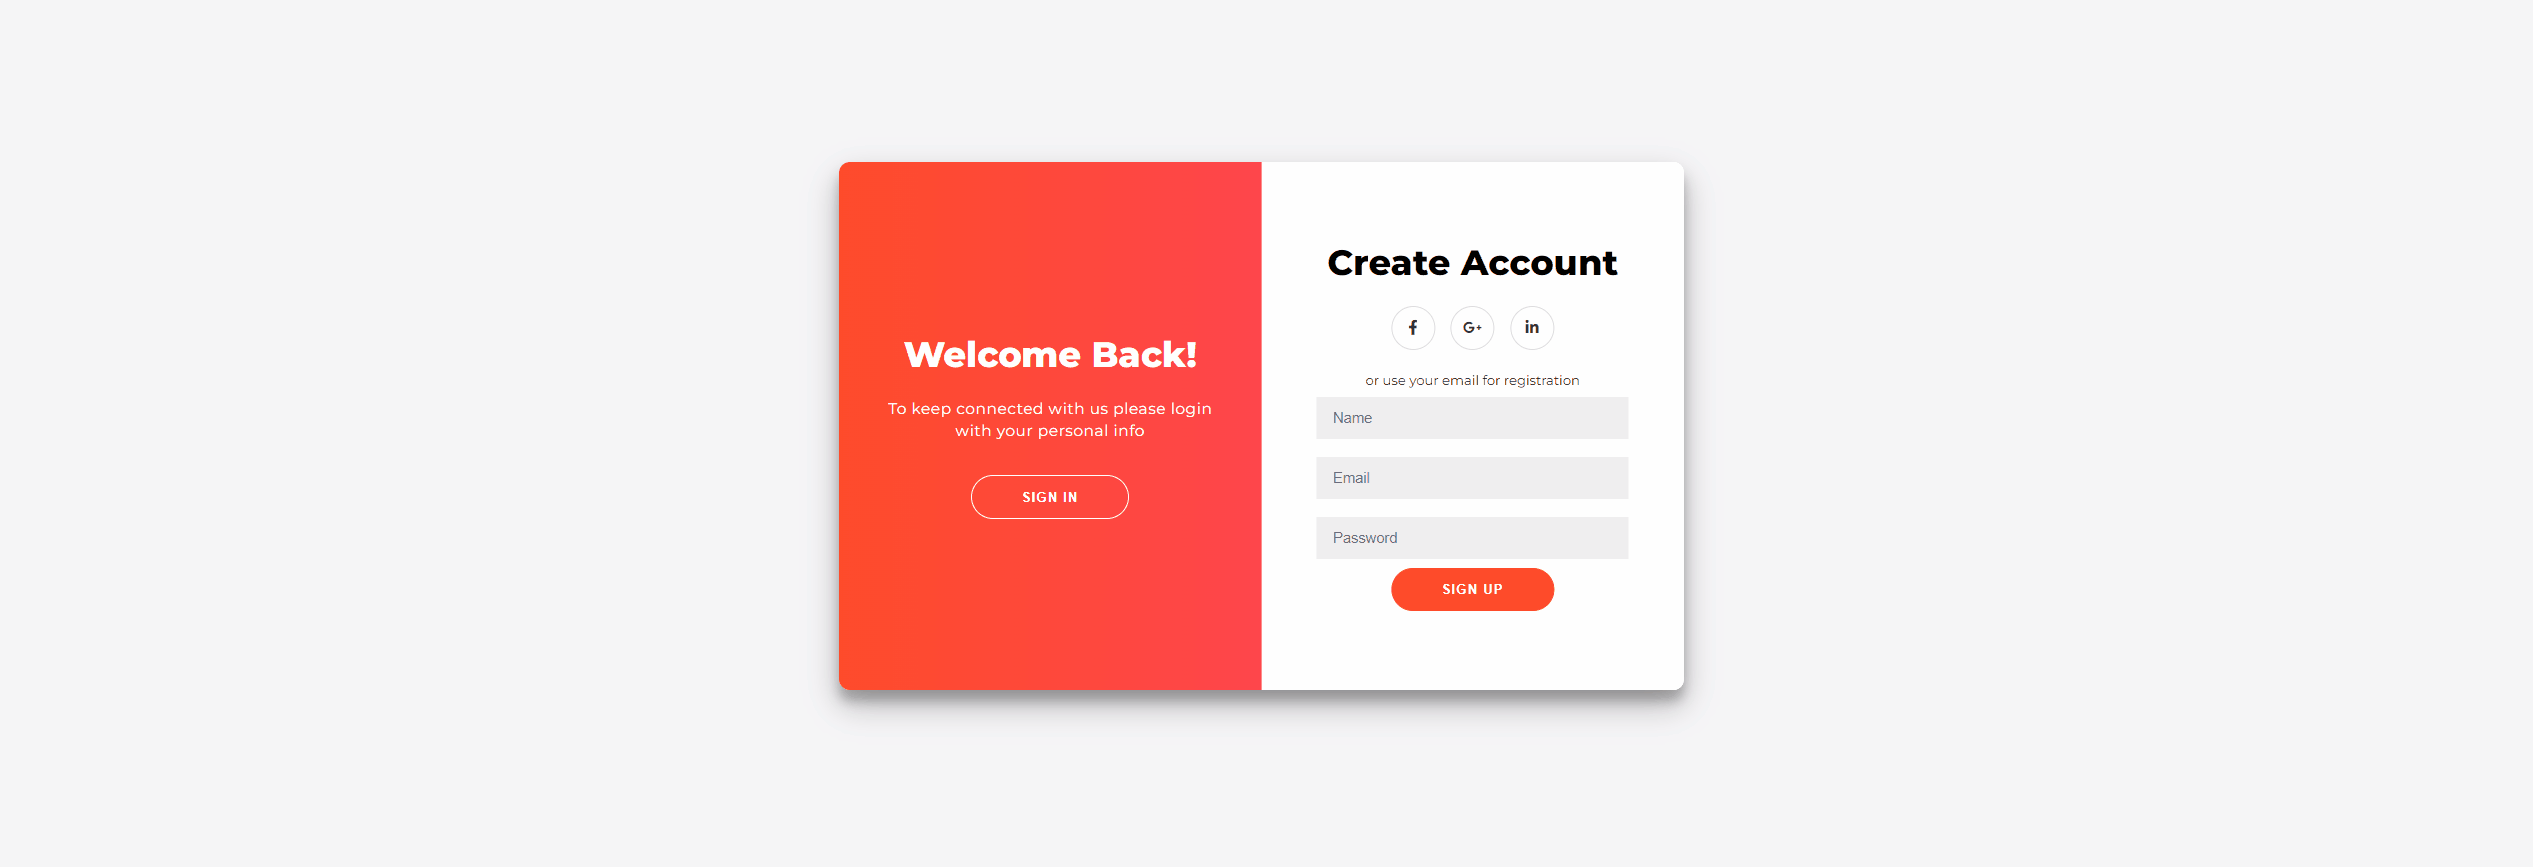 Welcome Back!
To keep connected with us please login
with your personal info
SIGN IN
Create Account
f
G+
in
or use your email for registration
Name
Email
Password
SIGN UP